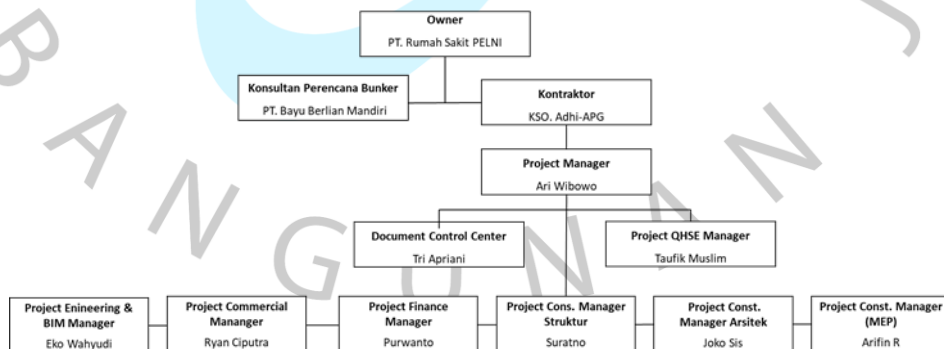 Owner
PT. Rumah Sakit PELNI
Konsultan Perencana Bunker
PT. Bayu Berlian Mandiri
Kontraktor
KSO. Adhi-APG
Project Manager
Ari Wibowo
Document Control Center
Tri Apriani
Project QHSE Manager
Taufik Muslim
Project Enineering &
BIM Manager
Eko Wahyudi
Project Commercial
Mananger
Ryan Ciputra
Project Finance
Manager
Purwanto
Project Cons. Manager
Struktur
Suratno
Project Const.
Manager Arsitek
Joko Sis
Project Const. Manager
(MEP)
Arifin R
BANGUNAN J